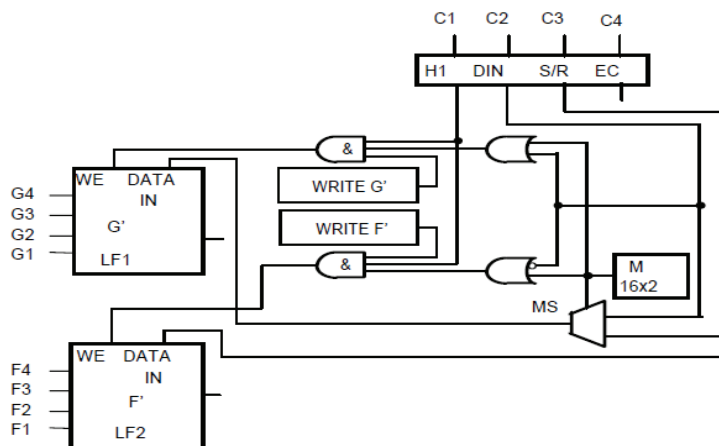 C1 C2 C3 C4
H1 DIN S/R EC
&
WE DATA IN
WRITE G'
G4
G3
G2
G1
G'
LF1
WRITE F'
&
M
16x2
MS
WE DATA IN
F4
F3
F2
F1
F'
LF2